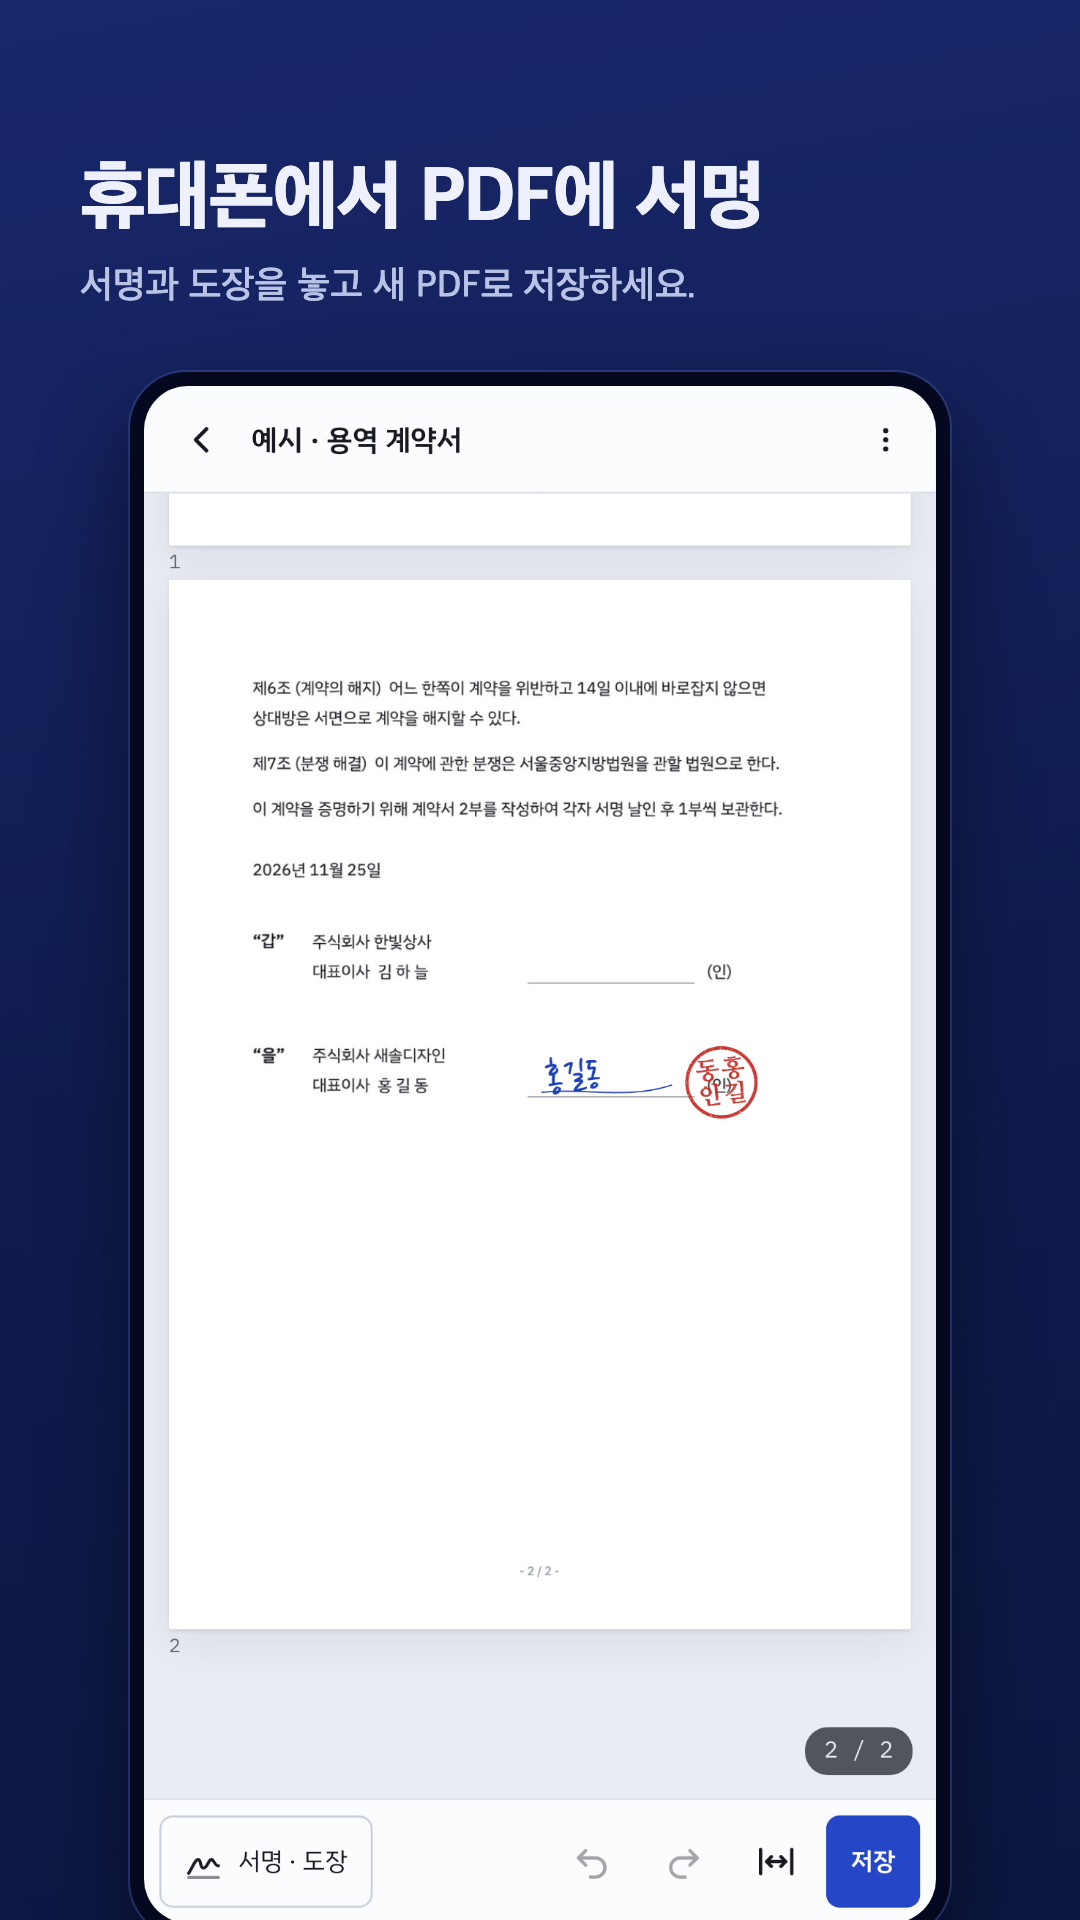 휴대폰에서 PDF에 서명
서명과 도장을 놓고 새 PDF로 저장하세요.
예시 · 용역 계약서
1
제6조 (계약의 해지) 어느 한쪽이 계약을 위반하고 14일 이내에 바로잡지 않으면
상대방은 서면으로 계약을 해지할 수 있다.
제7조 (분쟁 해결) 이 계약에 관한 분쟁은 서울중앙지방법원을 관할 법원으로 한다.
이 계약을 증명하기 위해 계약서 2부를 작성하여 각자 서명 날인 후 1부씩 보관한다.
2026년 11월 25일
“갑” 주식회사 한빛상사
대표이사 김 하 늘 (인)
“을” 주식회사 새솔디자인
대표이사 홍 길 동 홍길동 (인)
동홍
인길
- 2 / 2 -
2
2 / 2
서명 · 도장
저장